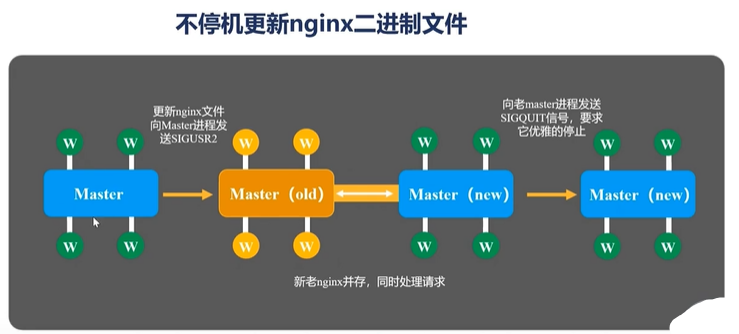 不停机更新nginx二进制文件
更新nginx文件
向Master进程发
送SIGUSR2
向老master进程发送
SIGQUIT信号，要求
它优雅的停止
W W W W W W W W
Master Master（old） Master（new） Master（new）
W W W W W W W W
新老nginx并存，同时处理请求